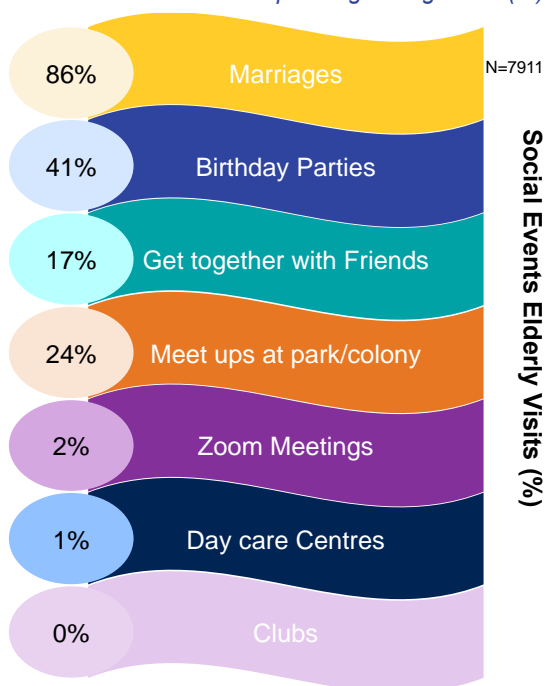 (%)
86%
Marriages
N=7911
41%
Birthday Parties
17%
Get together with Friends
24%
Meet ups at park/colony
2%
Zoom Meetings
1%
Day care Centres
0%
Clubs
Social Events Elderly Visits (%)